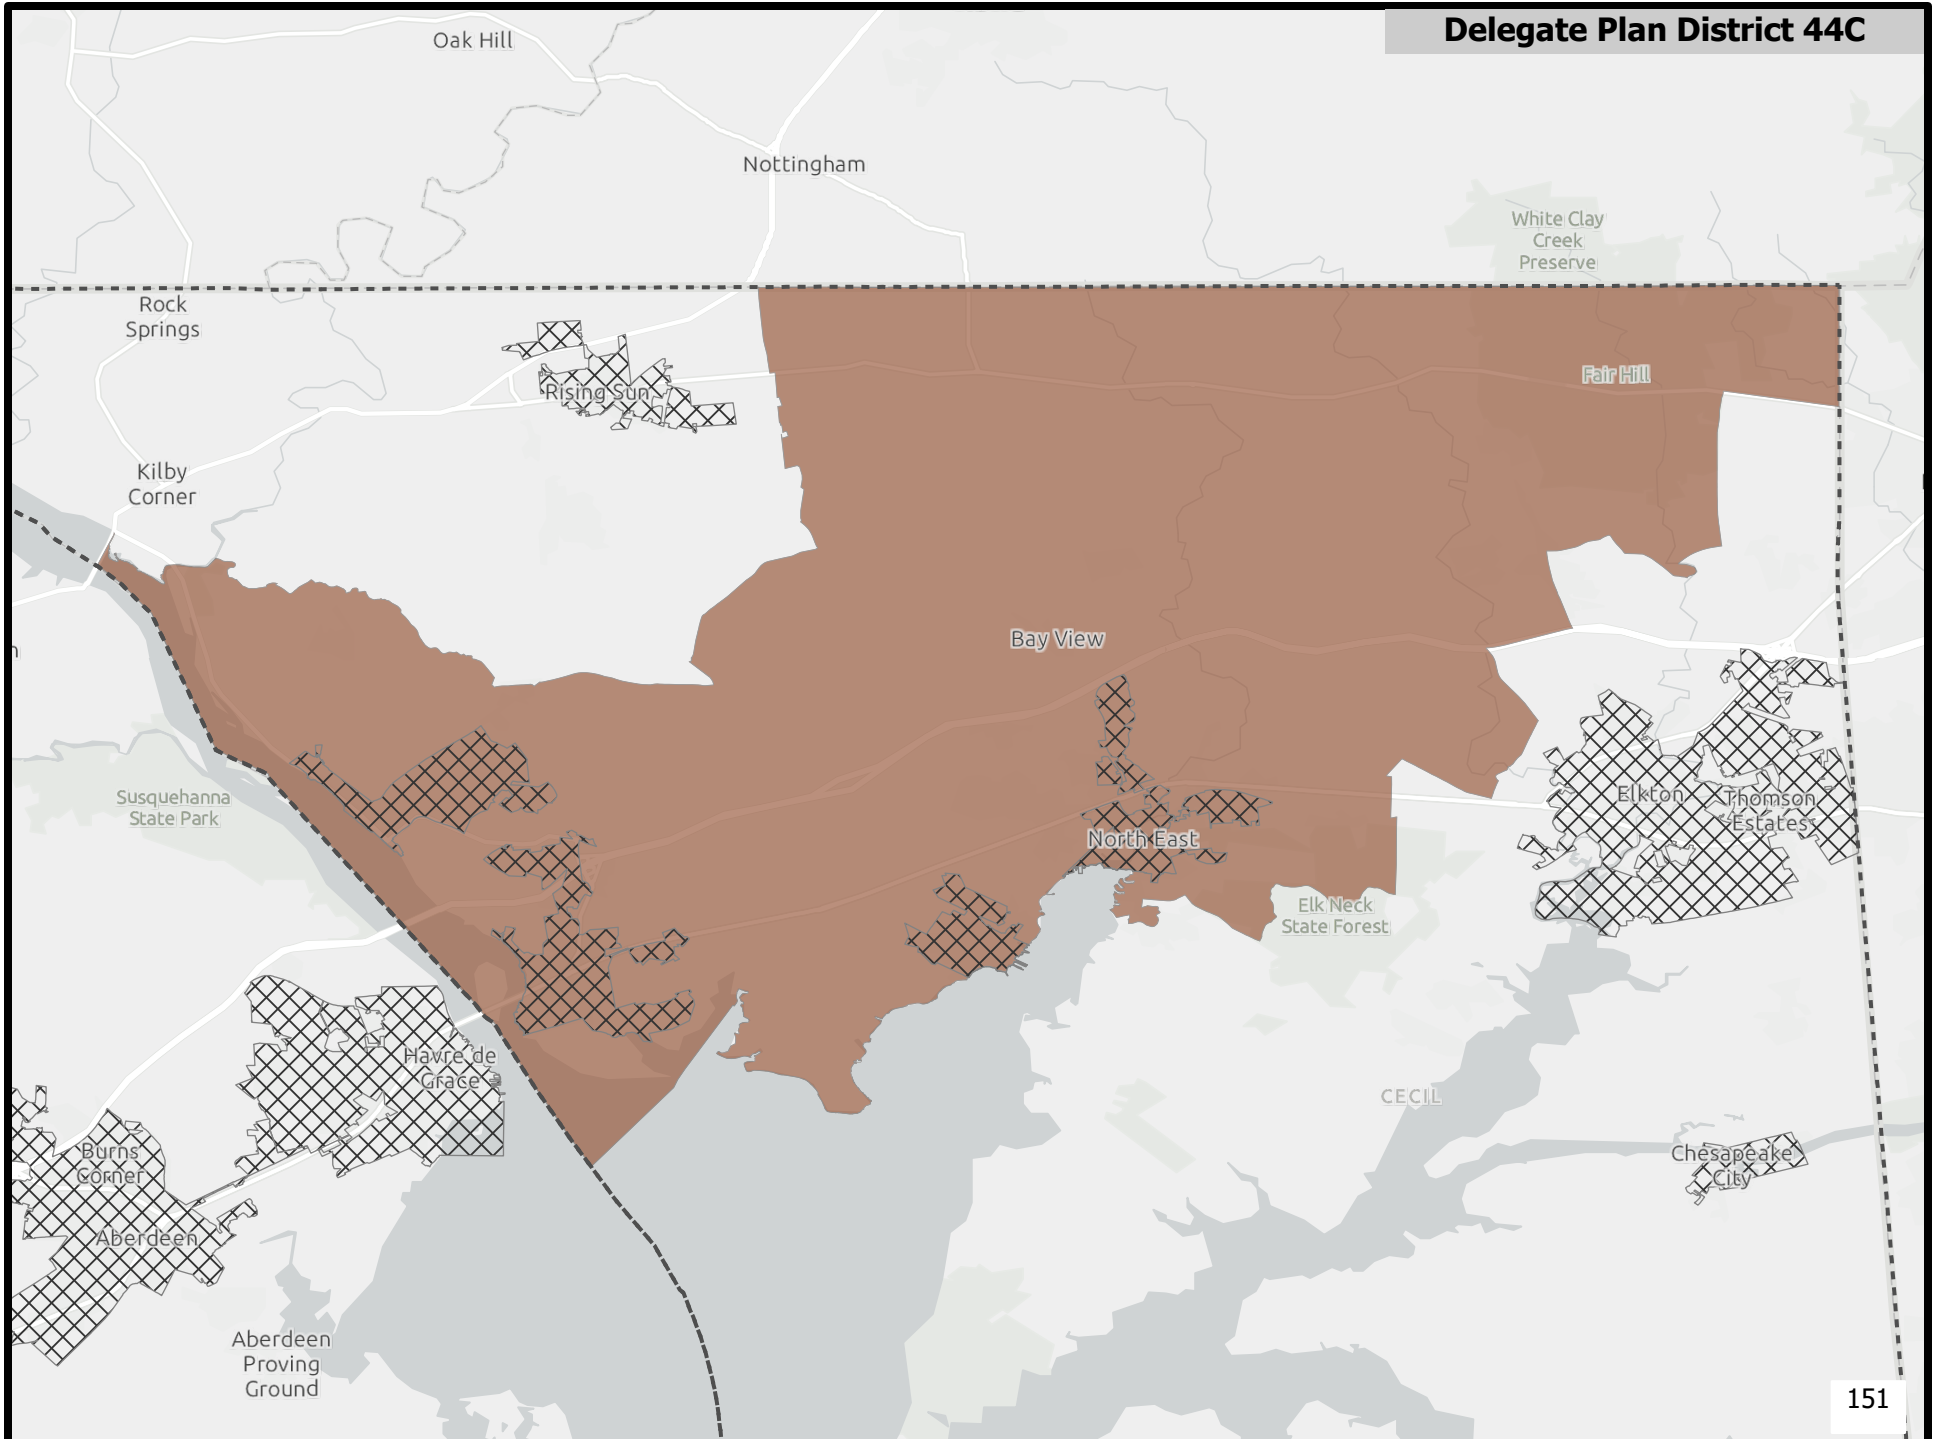 Delegate Plan District 44C
Oak Hill
Nottingham
White Clay
Creek
Preserve
Rock
Springs
Fair Hill
Rising Sun
Kilby
Corner
Bay View
Susquehanna
State Park
Elkton
Thomson
Estates
North East
Elk Neck
State Forest
Havre de
Grace
CECIL
Burns
Corner
Chesapeake
City
Aberdeen
Aberdeen
Proving
Ground
151